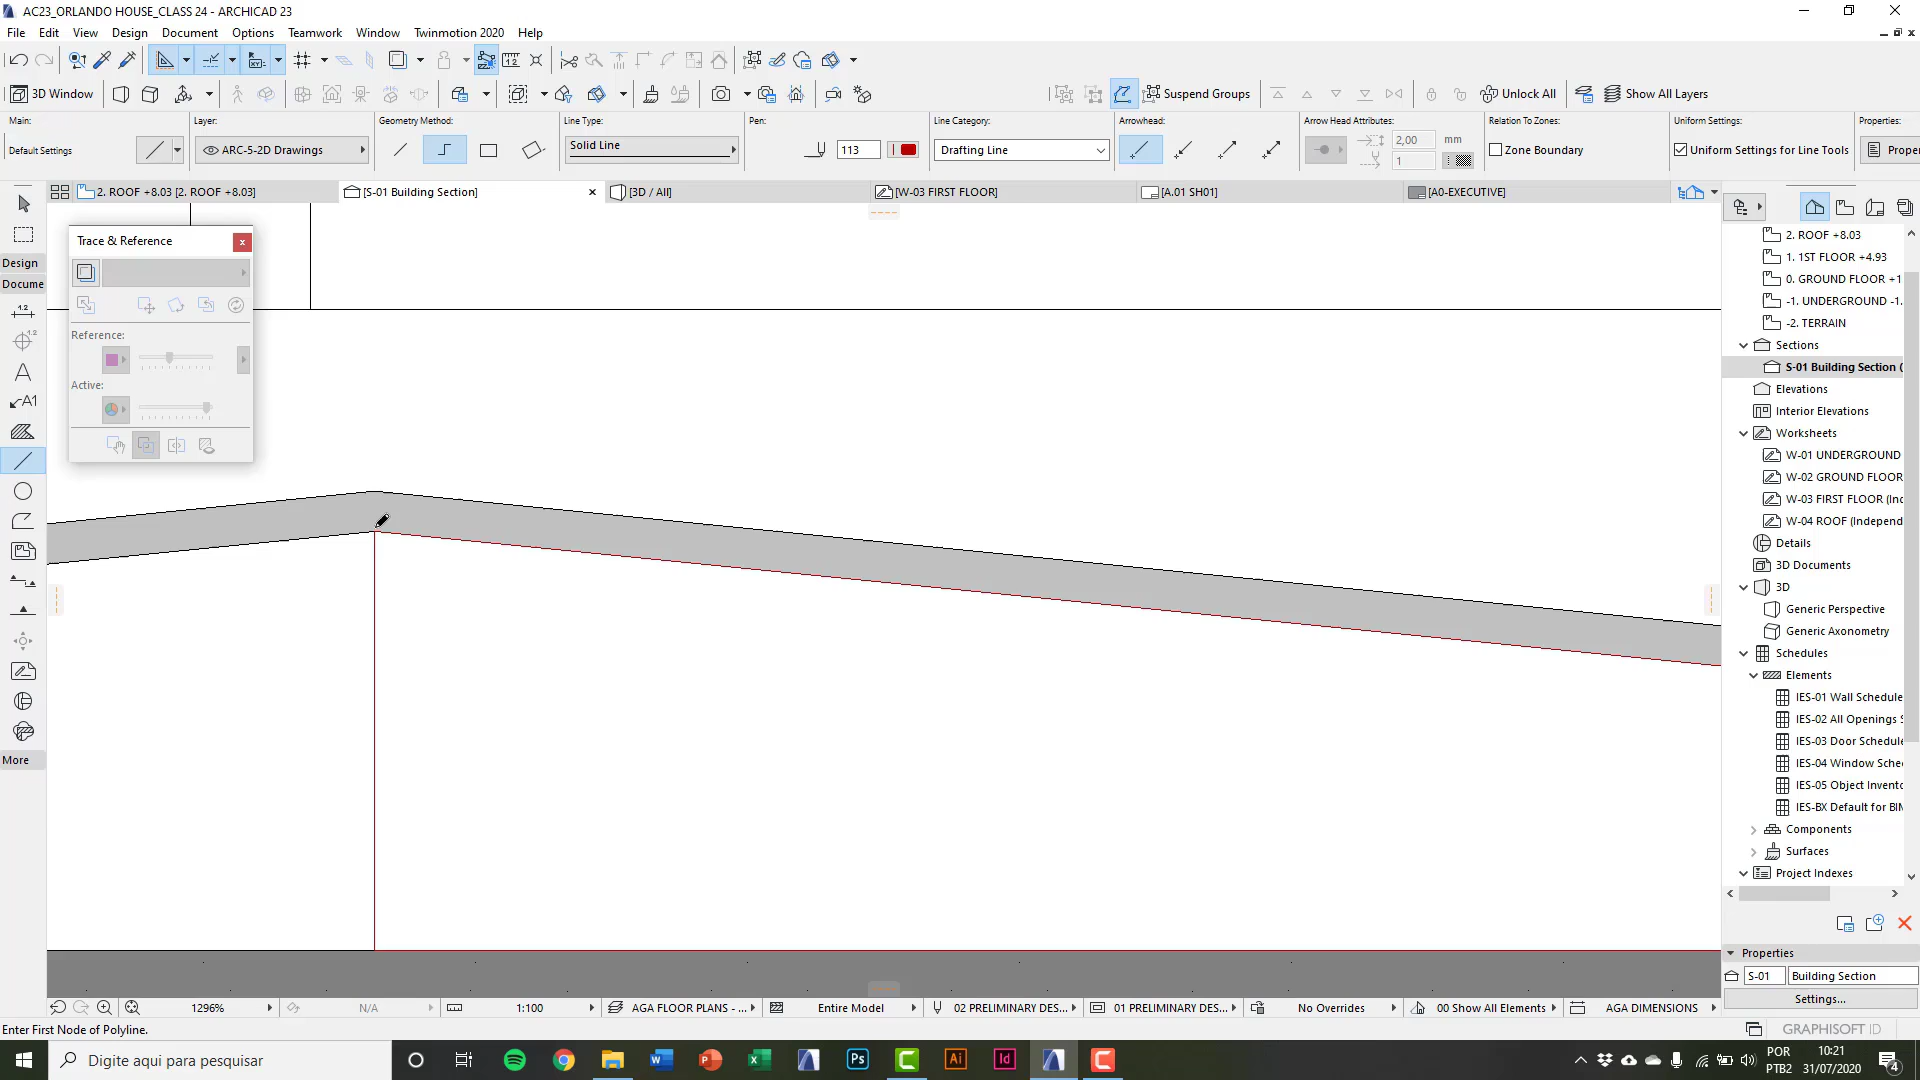 AC23_ORLANDO HOUSE_CLASS 24 - ARCHICAD 23
File Edit View Design Document Options Teamwork Window Twinmotion 2020 Help
3D Window
Suspend Groups
Unlock All
Show All Layers
Main:
Layer:
Geometry Method:
Line Type:
Pen:
Line Category:
Arrowhead:
Arrow Head Attributes:
Relation To Zones:
Uniform Settings:
Properties:
Default Settings
ARC-5-2D Drawings
Solid Line
113
Drafting Line
2,00 mm
1
Zone Boundary
Uniform Settings for Line Tools
Proper
2. ROOF +8.03 [2. ROOF +8.03]
[S-01 Building Section]
[3D / All]
[W-03 FIRST FLOOR]
[A.01 SH01]
[A0-EXECUTIVE]
Design
Docume
More
Trace & Reference
Reference:
Active:
2. ROOF +8.03
1. 1ST FLOOR +4.93
0. GROUND FLOOR +1
-1. UNDERGROUND -1.
-2. TERRAIN
Sections
S-01 Building Section (
Elevations
Interior Elevations
Worksheets
W-01 UNDERGROUND
W-02 GROUND FLOOR
W-03 FIRST FLOOR (Inc
W-04 ROOF (Independ
Details
3D Documents
3D
Generic Perspective
Generic Axonometry
Schedules
Elements
IES-01 Wall Schedule
IES-02 All Openings S
IES-03 Door Schedule
IES-04 Window Sche
IES-05 Object Invento
IES-BX Default for BIM
Components
Surfaces
Project Indexes
Properties
S-01 Building Section
Settings...
1296%
N/A
1:100
AGA FLOOR PLANS - ...
Entire Model
02 PRELIMINARY DES...
01 PRELIMINARY DES...
No Overrides
00 Show All Elements
AGA DIMENSIONS
Enter First Node of Polyline.
GRAPHISOFT ID
Digite aqui para pesquisar
POR
PTB2
10:21
31/07/2020
4